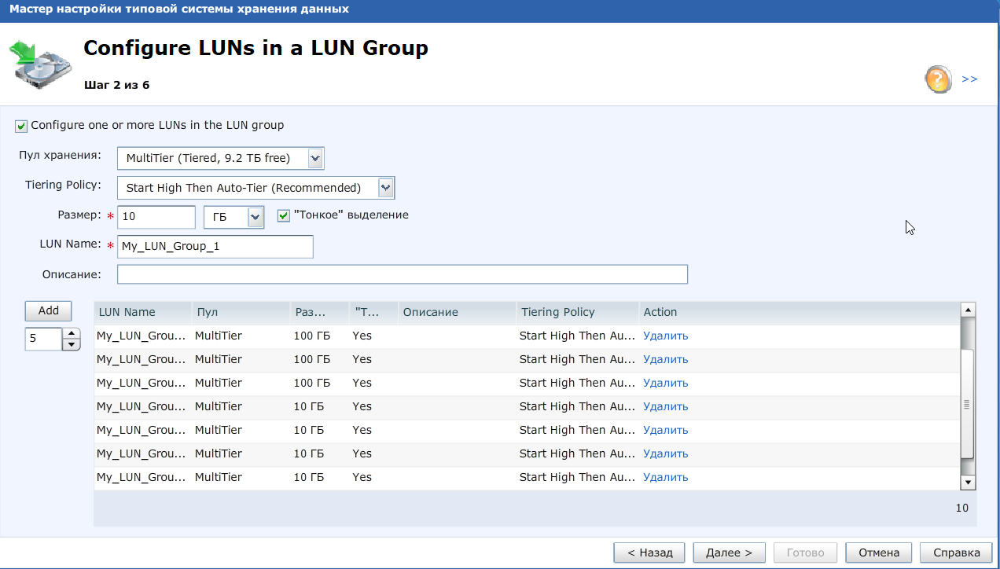 Мастер настройки типовой системы хранения данных
Configure LUNs in a LUN Group
Шаг 2 из 6
? >>
Configure one or more LUNs in the LUN group
Пул хранения: MultiTier (Tiered, 9.2 ТБ free)
Tiering Policy: Start High Then Auto-Tier (Recommended)
Размер: * 10 ГБ "Тонкое" выделение
LUN Name: * My_LUN_Group_1
Описание:
Add
5
LUN Name Пул Раз... "Т... Описание Tiering Policy Action
My_LUN_Grou... MultiTier 100 ГБ Yes Start High Then Au... Удалить
My_LUN_Grou... MultiTier 100 ГБ Yes Start High Then Au... Удалить
My_LUN_Grou... MultiTier 100 ГБ Yes Start High Then Au... Удалить
My_LUN_Grou... MultiTier 10 ГБ Yes Start High Then Au... Удалить
My_LUN_Grou... MultiTier 10 ГБ Yes Start High Then Au... Удалить
My_LUN_Grou... MultiTier 10 ГБ Yes Start High Then Au... Удалить
My_LUN_Grou... MultiTier 10 ГБ Yes Start High Then Au... Удалить
10
< Назад Далее > Готово Отмена Справка